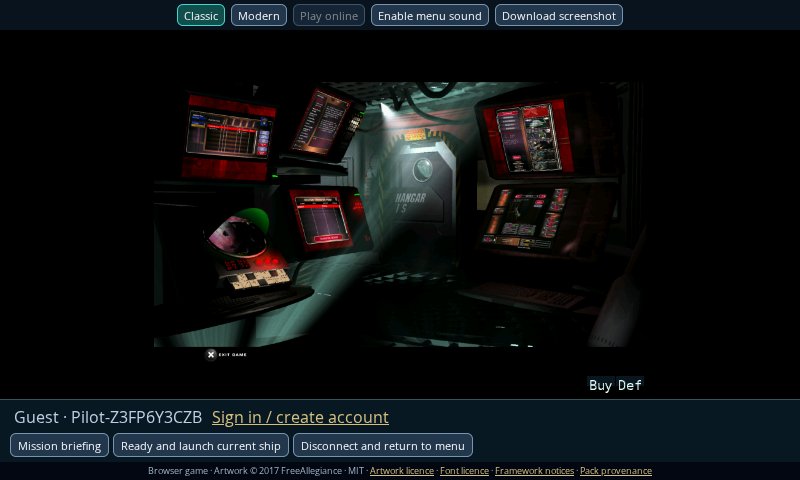 Classic Modern Play online Enable menu sound Download screenshot
HANGAR
EXIT GAME
Buy Def
Guest · Pilot-Z3FP6Y3CZB Sign in / create account
Mission briefing Ready and launch current ship Disconnect and return to menu
Browser game · Artwork © 2017 FreeAllegiance · MIT · Artwork licence · Font licence · Framework notices · Pack provenance